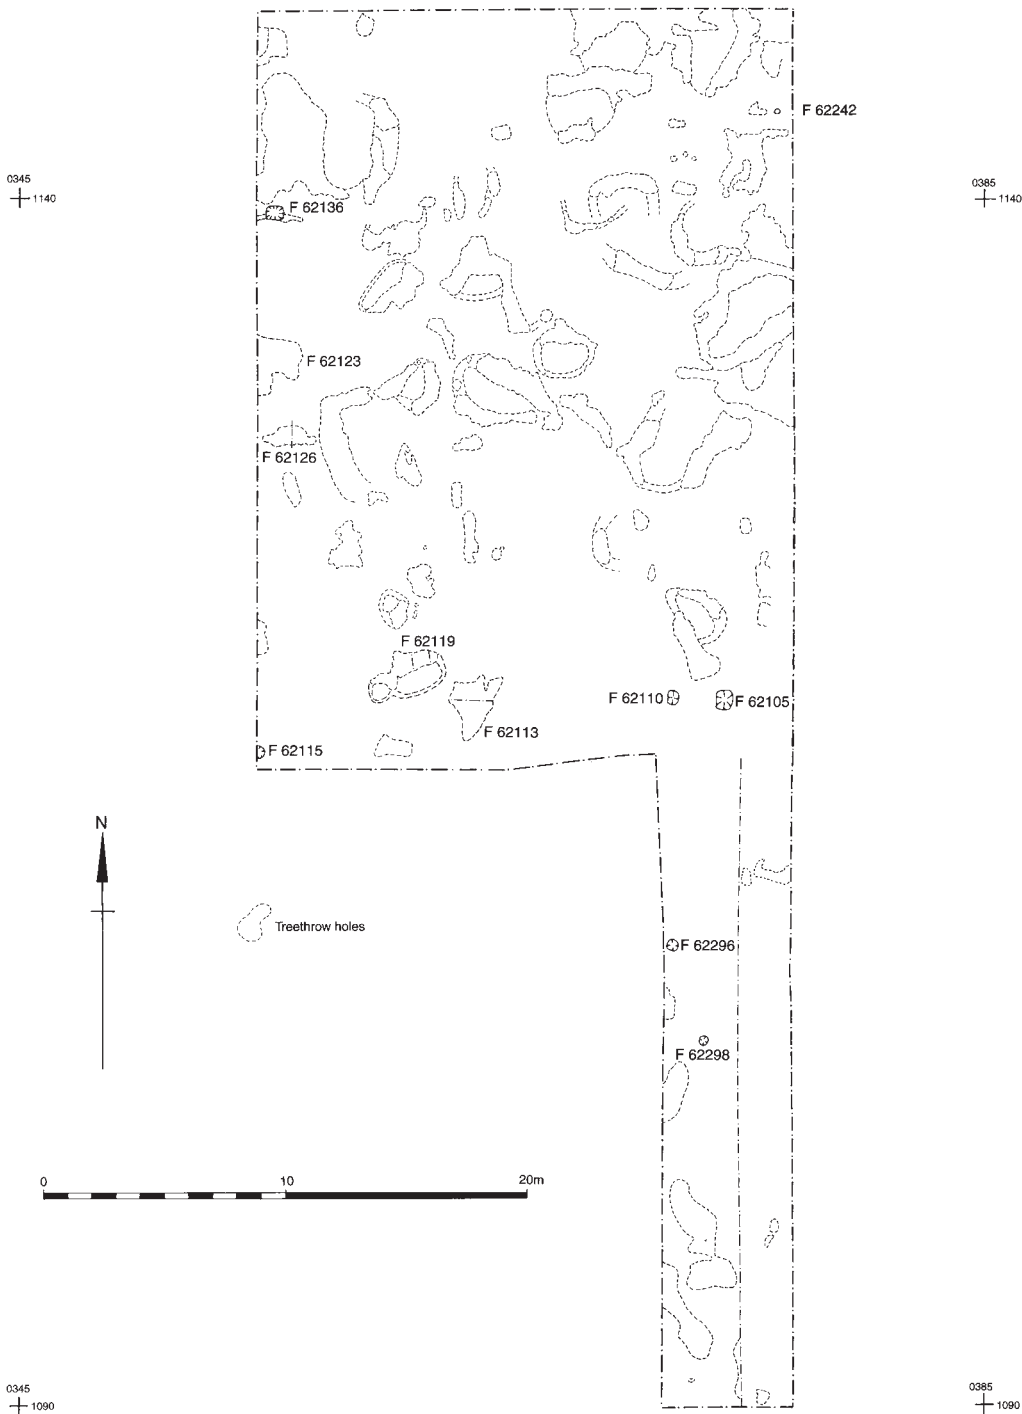 F 62242
0345
1140
0385
1140
F 62136
F 62123
F 62126
F 62119
F 62110
F 62105
F 62113
F 62115
N
Treethrow holes
F 62296
F 62298
0
10
20m
0345
1090
0385
1090